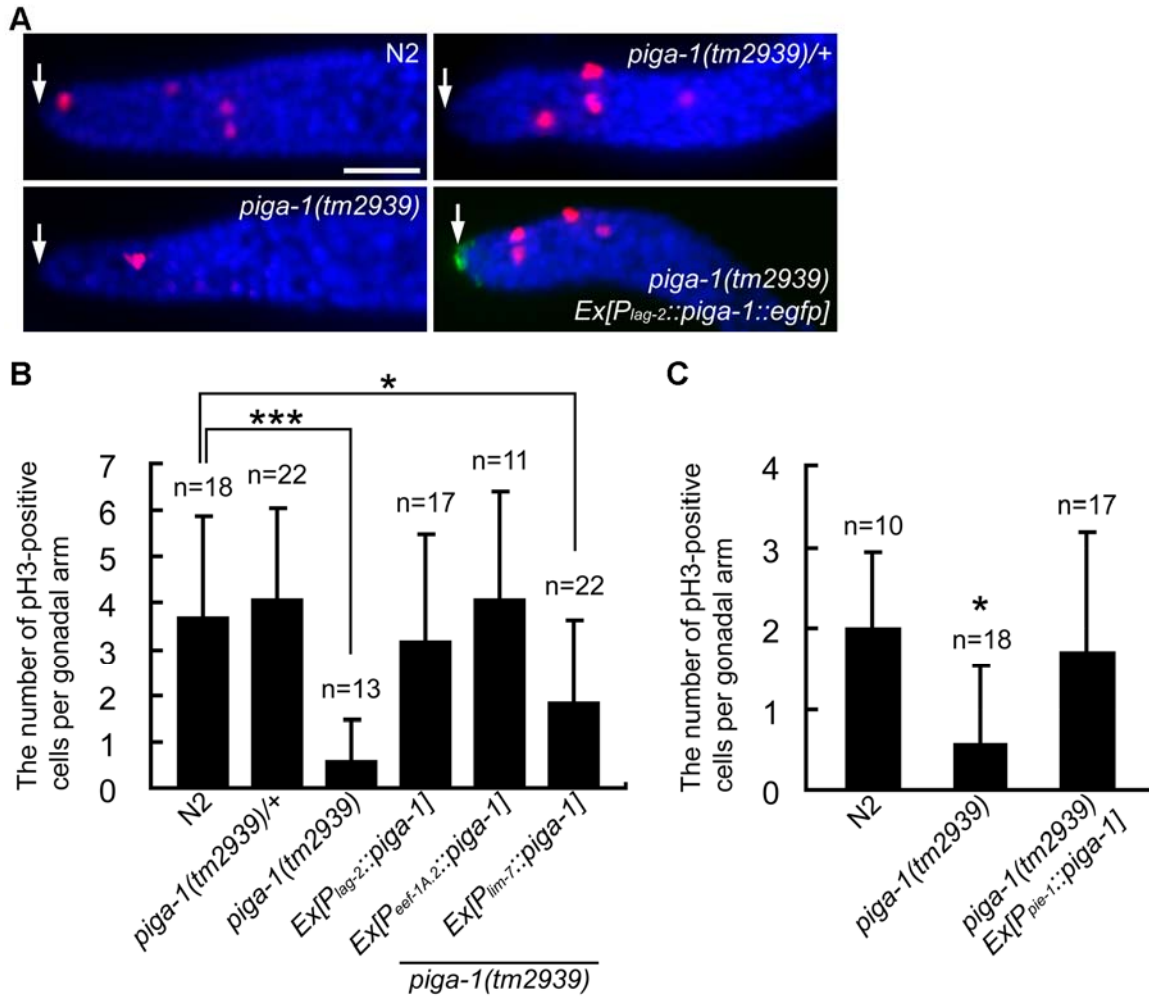 A
N2
piga-1(tm2939)/+
piga-1(tm2939)
piga-1(tm2939)
Ex[Plag-2::piga-1::egfp]
B
*
***
The number of pH3-positive
cells per gonadal arm
7
6
5
4
3
2
1
0
n=18
n=22
n=13
n=17
n=11
n=22
N2
piga-1(tm2939)/+
piga-1(tm2939)
Ex[Plag-2::piga-1]
Ex[Peef-1A.2::piga-1]
Ex[Plim-7::piga-1]
piga-1(tm2939)
C
The number of pH3-positive
cells per gonadal arm
4
3
2
1
0
n=10
*
n=18
n=17
N2
piga-1(tm2939)
piga-1(tm2939)
Ex[Ppie-1::piga-1]